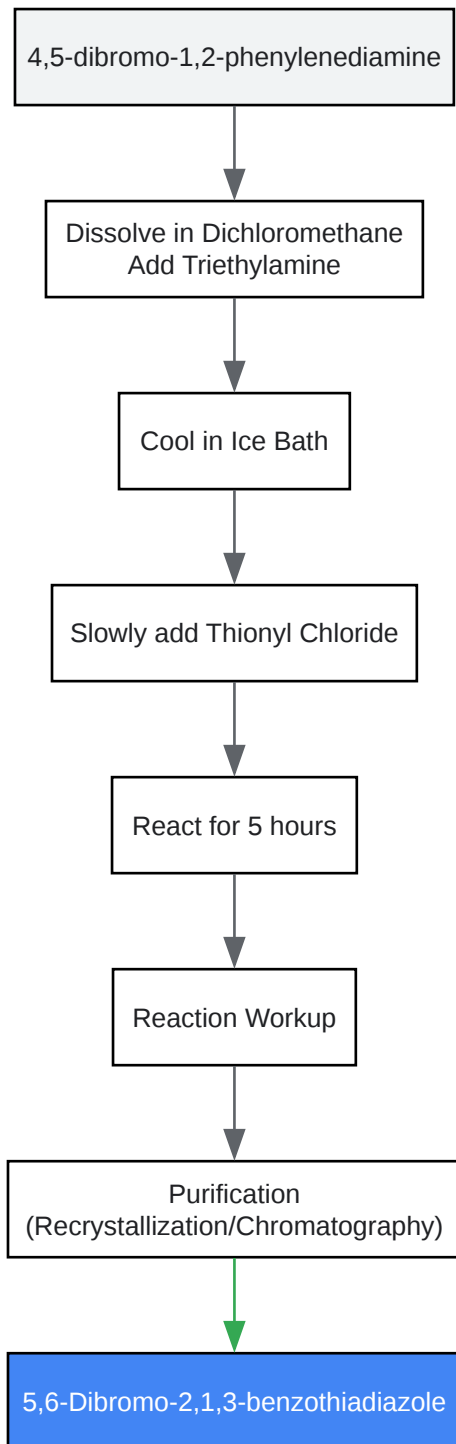 4,5-dibromo-1,2-phenylenediamine
Dissolve in Dichloromethane
Add Triethylamine
Cool in Ice Bath
Slowly add Thionyl Chloride
React for 5 hours
Reaction Workup
Purification
(Recrystallization/Chromatography)
5,6-Dibromo-2,1,3-benzothiadiazole